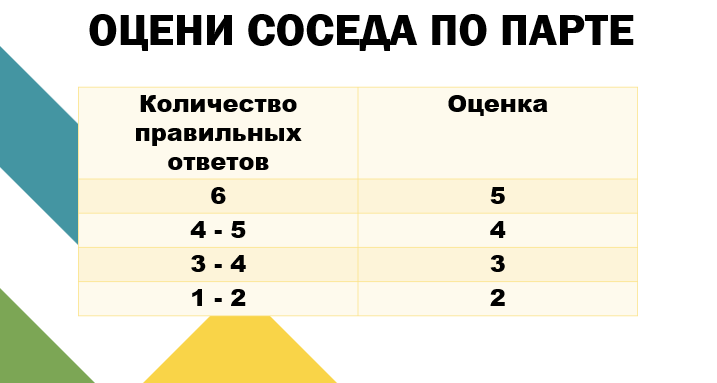 ОЦЕНИ СОСЕДА ПО ПАРТЕ
Количество
правильных
ответов
Оценка
6 5
4 - 5 4
3 - 4 3
1 - 2 2